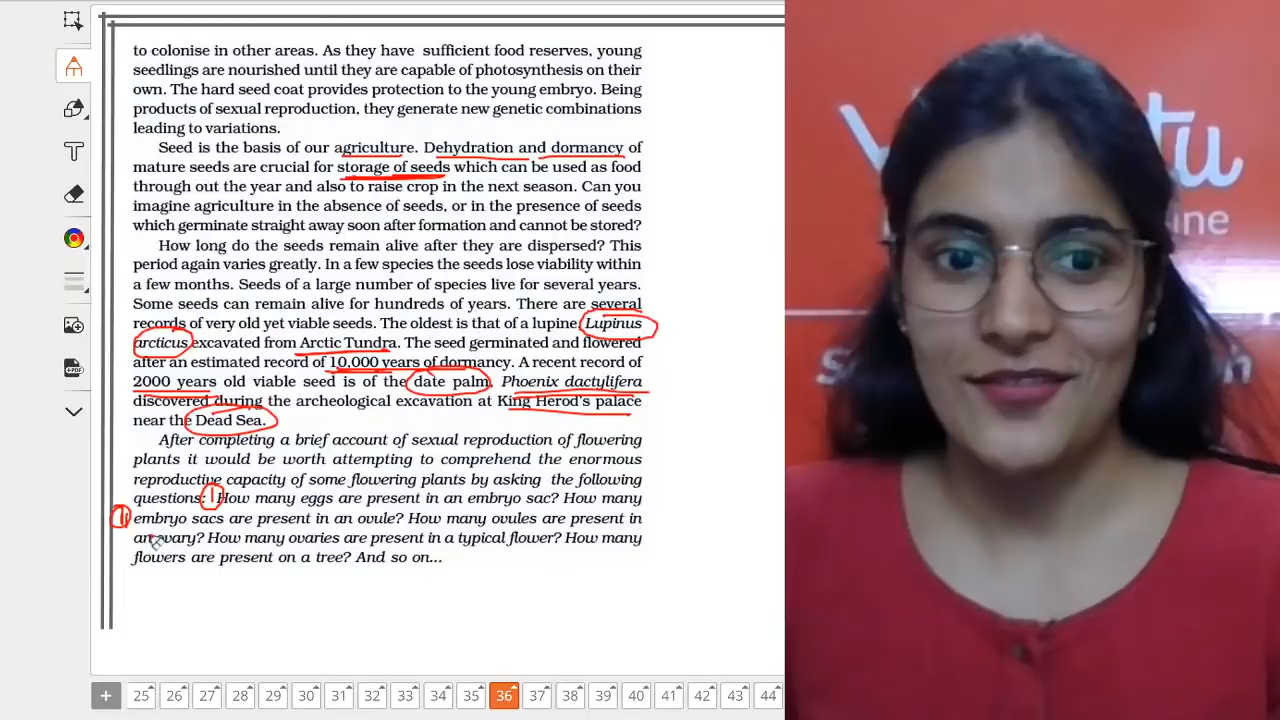 to colonise in other areas. As they have sufficient food reserves, young
seedlings are nourished until they are capable of photosynthesis on their
own. The hard seed coat provides protection to the young embryo. Being
products of sexual reproduction, they generate new genetic combinations
leading to variations.
Seed is the basis of our agriculture. Dehydration and dormancy of
mature seeds are crucial for storage of seeds which can be used as food
through out the year and also to raise crop in the next season. Can you
imagine agriculture in the absence of seeds, or in the presence of seeds
which germinate straight away soon after formation and cannot be stored?
How long do the seeds remain alive after they are dispersed? This
period again varies greatly. In a few species the seeds lose viability within
a few months. Seeds of a large number of species live for several years.
Some seeds can remain alive for hundreds of years. There are several
records of very old yet viable seeds. The oldest is that of a lupine, Lupinus
arcticus excavated from Arctic Tundra. The seed germinated and flowered
after an estimated record of 10,000 years of dormancy. A recent record of
2000 years old viable seed is of the date palm, Phoenix dactylifera
discovered during the archeological excavation at King Herod's palace
near the Dead Sea.
After completing a brief account of sexual reproduction of flowering
plants it would be worth attempting to comprehend the enormous
reproductive capacity of some flowering plants by asking the following
questions: How many eggs are present in an embryo sac? How many
embryo sacs are present in an ovule? How many ovules are present in
an ovary? How many ovaries are present in a typical flower? How many
flowers are present on a tree? And so on...
+ 25 26 27 28 29 30 31 32 33 34 35 36 37 38 39 40 41 42 43 44
T
PDF
tu
ine